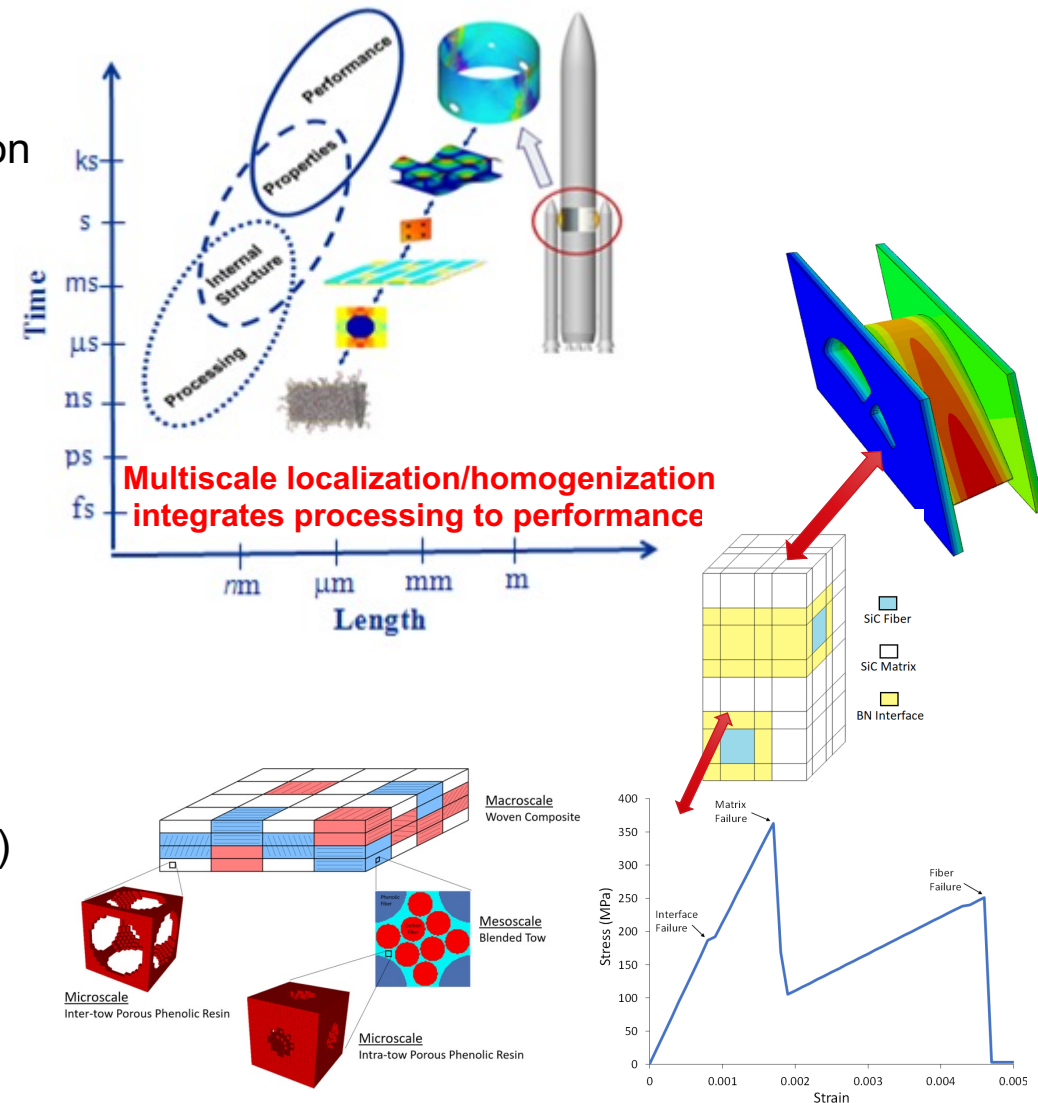 on
Time
ks
s
ms
μs
ns
ps
fs
Performance
Properties
Internal
Structure
Processing
Multiscale localization/homogenization
integrates processing to performance
nm
μm
mm
m
Length
SiC Fiber
SiC Matrix
BN Interface
)
Macroscale
Woven Composite
Phenolic
Fiber
Carbon
Fiber
Mesoscale
Blended Tow
Microscale
Inter-tow Porous Phenolic Resin
Microscale
Intra-tow Porous Phenolic Resin
Stress (MPa)
400
350
300
250
200
150
100
50
0
Matrix
Failure
Interface
Failure
Fiber
Failure
0
0.001
0.002
0.003
0.004
0.005
Strain